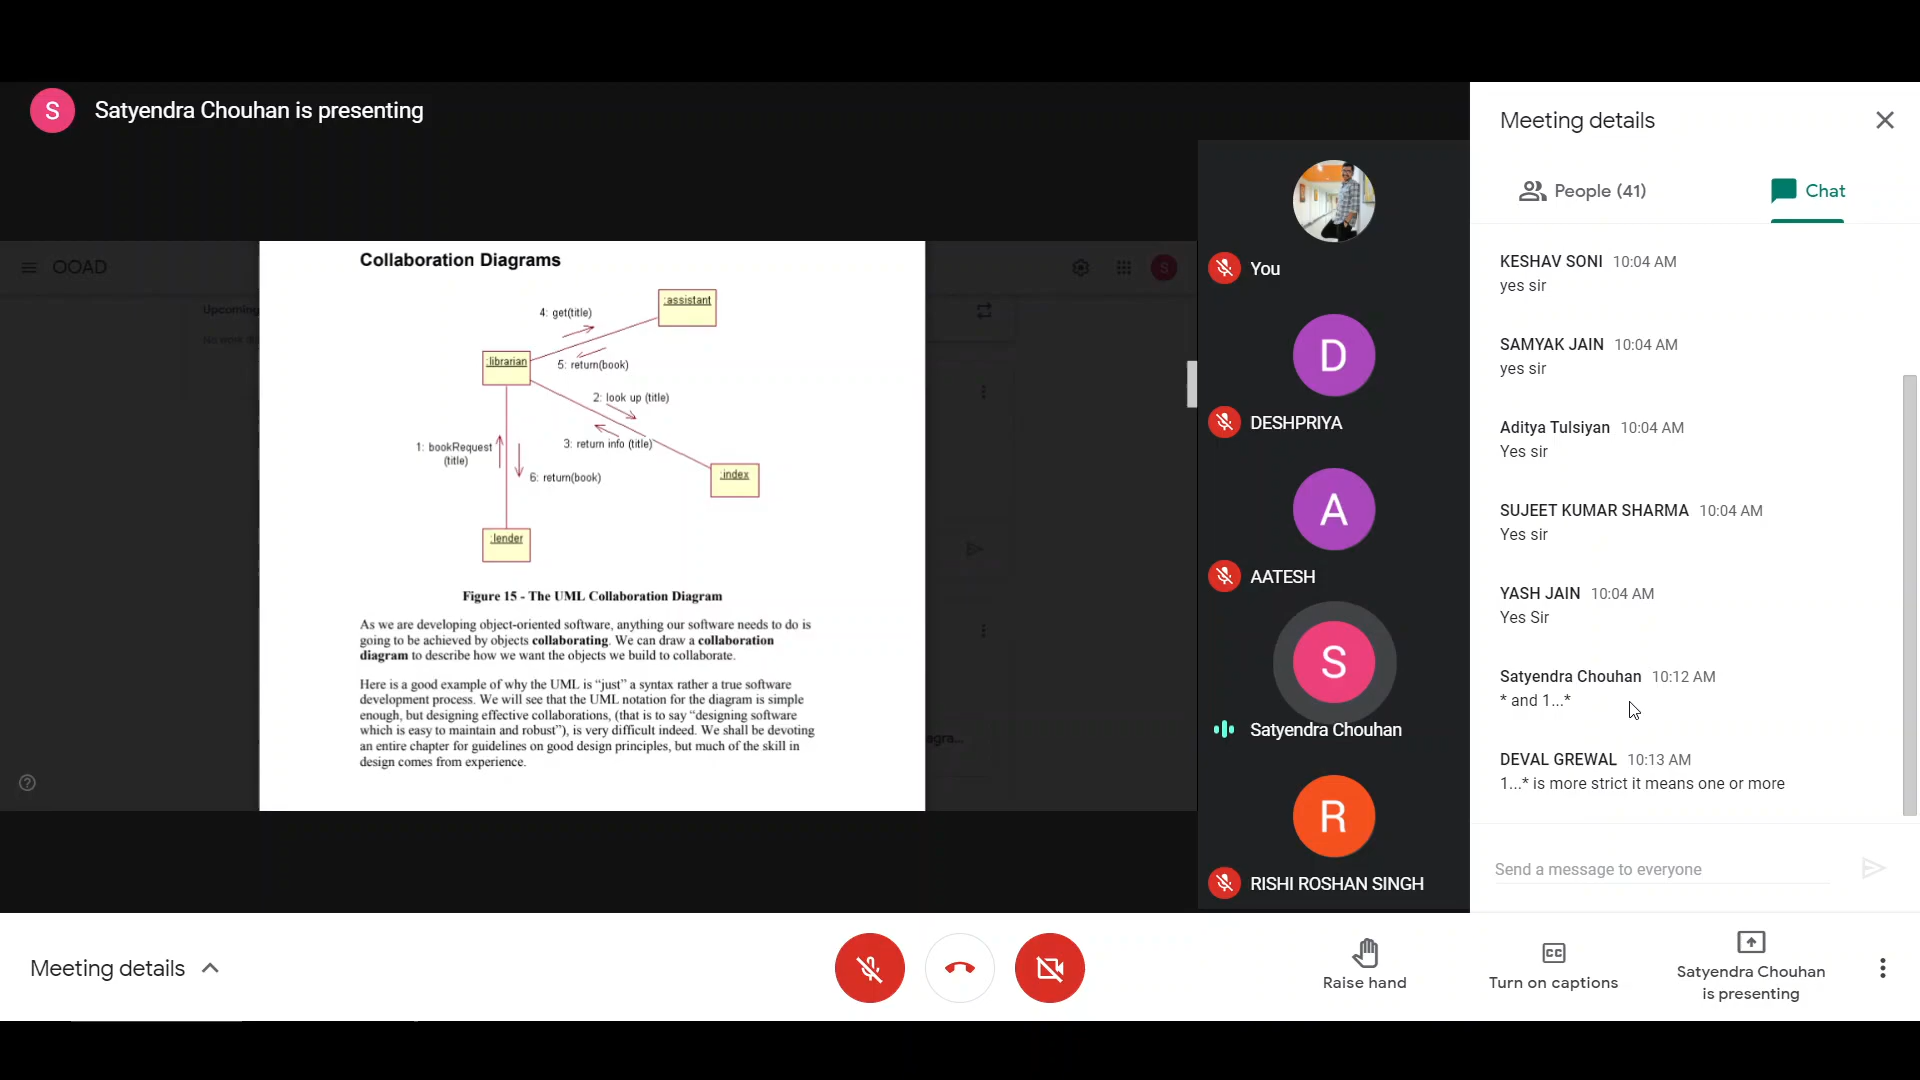 S
Satyendra Chouhan is presenting
OOAD
S
Upcoming
Collaboration Diagrams
:assistant
4: get(title)
:librarian
5: return(book)
2: look up (title)
1: bookRequest
(title)
3: return info (title)
:index
6: return(book)
:lender
Figure 15 - The UML Collaboration Diagram
As we are developing object-oriented software, anything our software needs to do is
going to be achieved by objects collaborating. We can draw a collaboration
diagram to describe how we want the objects we build to collaborate.
Here is a good example of why the UML is “just” a syntax rather a true software
development process. We will see that the UML notation for the diagram is simple
enough, but designing effective collaborations, (that is to say “designing software
which is easy to maintain and robust”), is very difficult indeed. We shall be devoting
an entire chapter for guidelines on good design principles, but much of the skill in
design comes from experience.
agra...
You
D
DESHPRIYA
A
AATESH
S
Satyendra Chouhan
R
RISHI ROSHAN SINGH
Meeting details
People (41)
Chat
KESHAV SONI 10:04 AM
yes sir
SAMYAK JAIN 10:04 AM
yes sir
Aditya Tulsiyan 10:04 AM
Yes sir
SUJEET KUMAR SHARMA 10:04 AM
Yes sir
YASH JAIN 10:04 AM
Yes Sir
Satyendra Chouhan 10:12 AM
* and 1...*
DEVAL GREWAL 10:13 AM
1...* is more strict it means one or more
Send a message to everyone
Meeting details
Raise hand
CC
Turn on captions
Satyendra Chouhan
is presenting